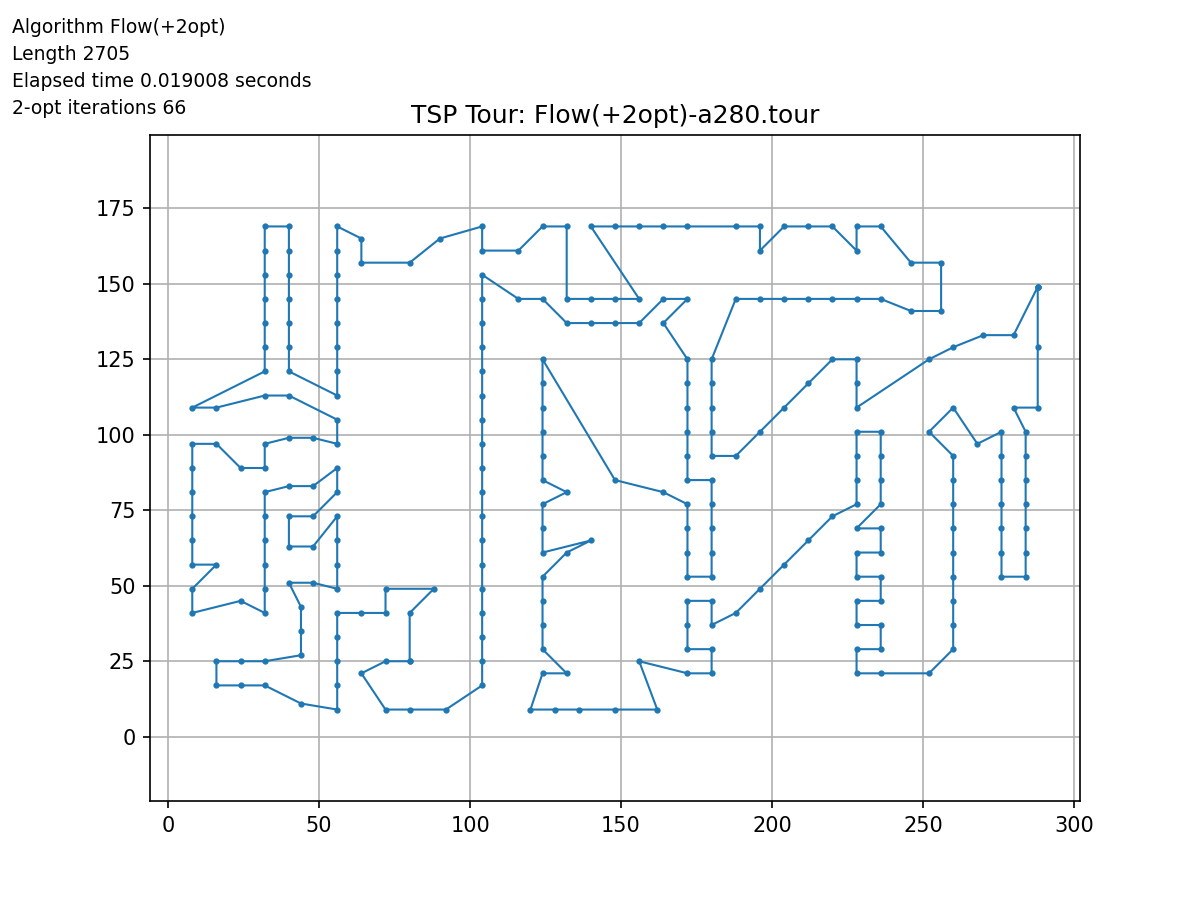 Algorithm Flow(+2opt)
Length 2705
Elapsed time 0.019008 seconds
2-opt iterations 66
TSP Tour: Flow(+2opt)-a280.tour
175
150
125
100
75
50
25
0
0 50 100 150 200 250 300